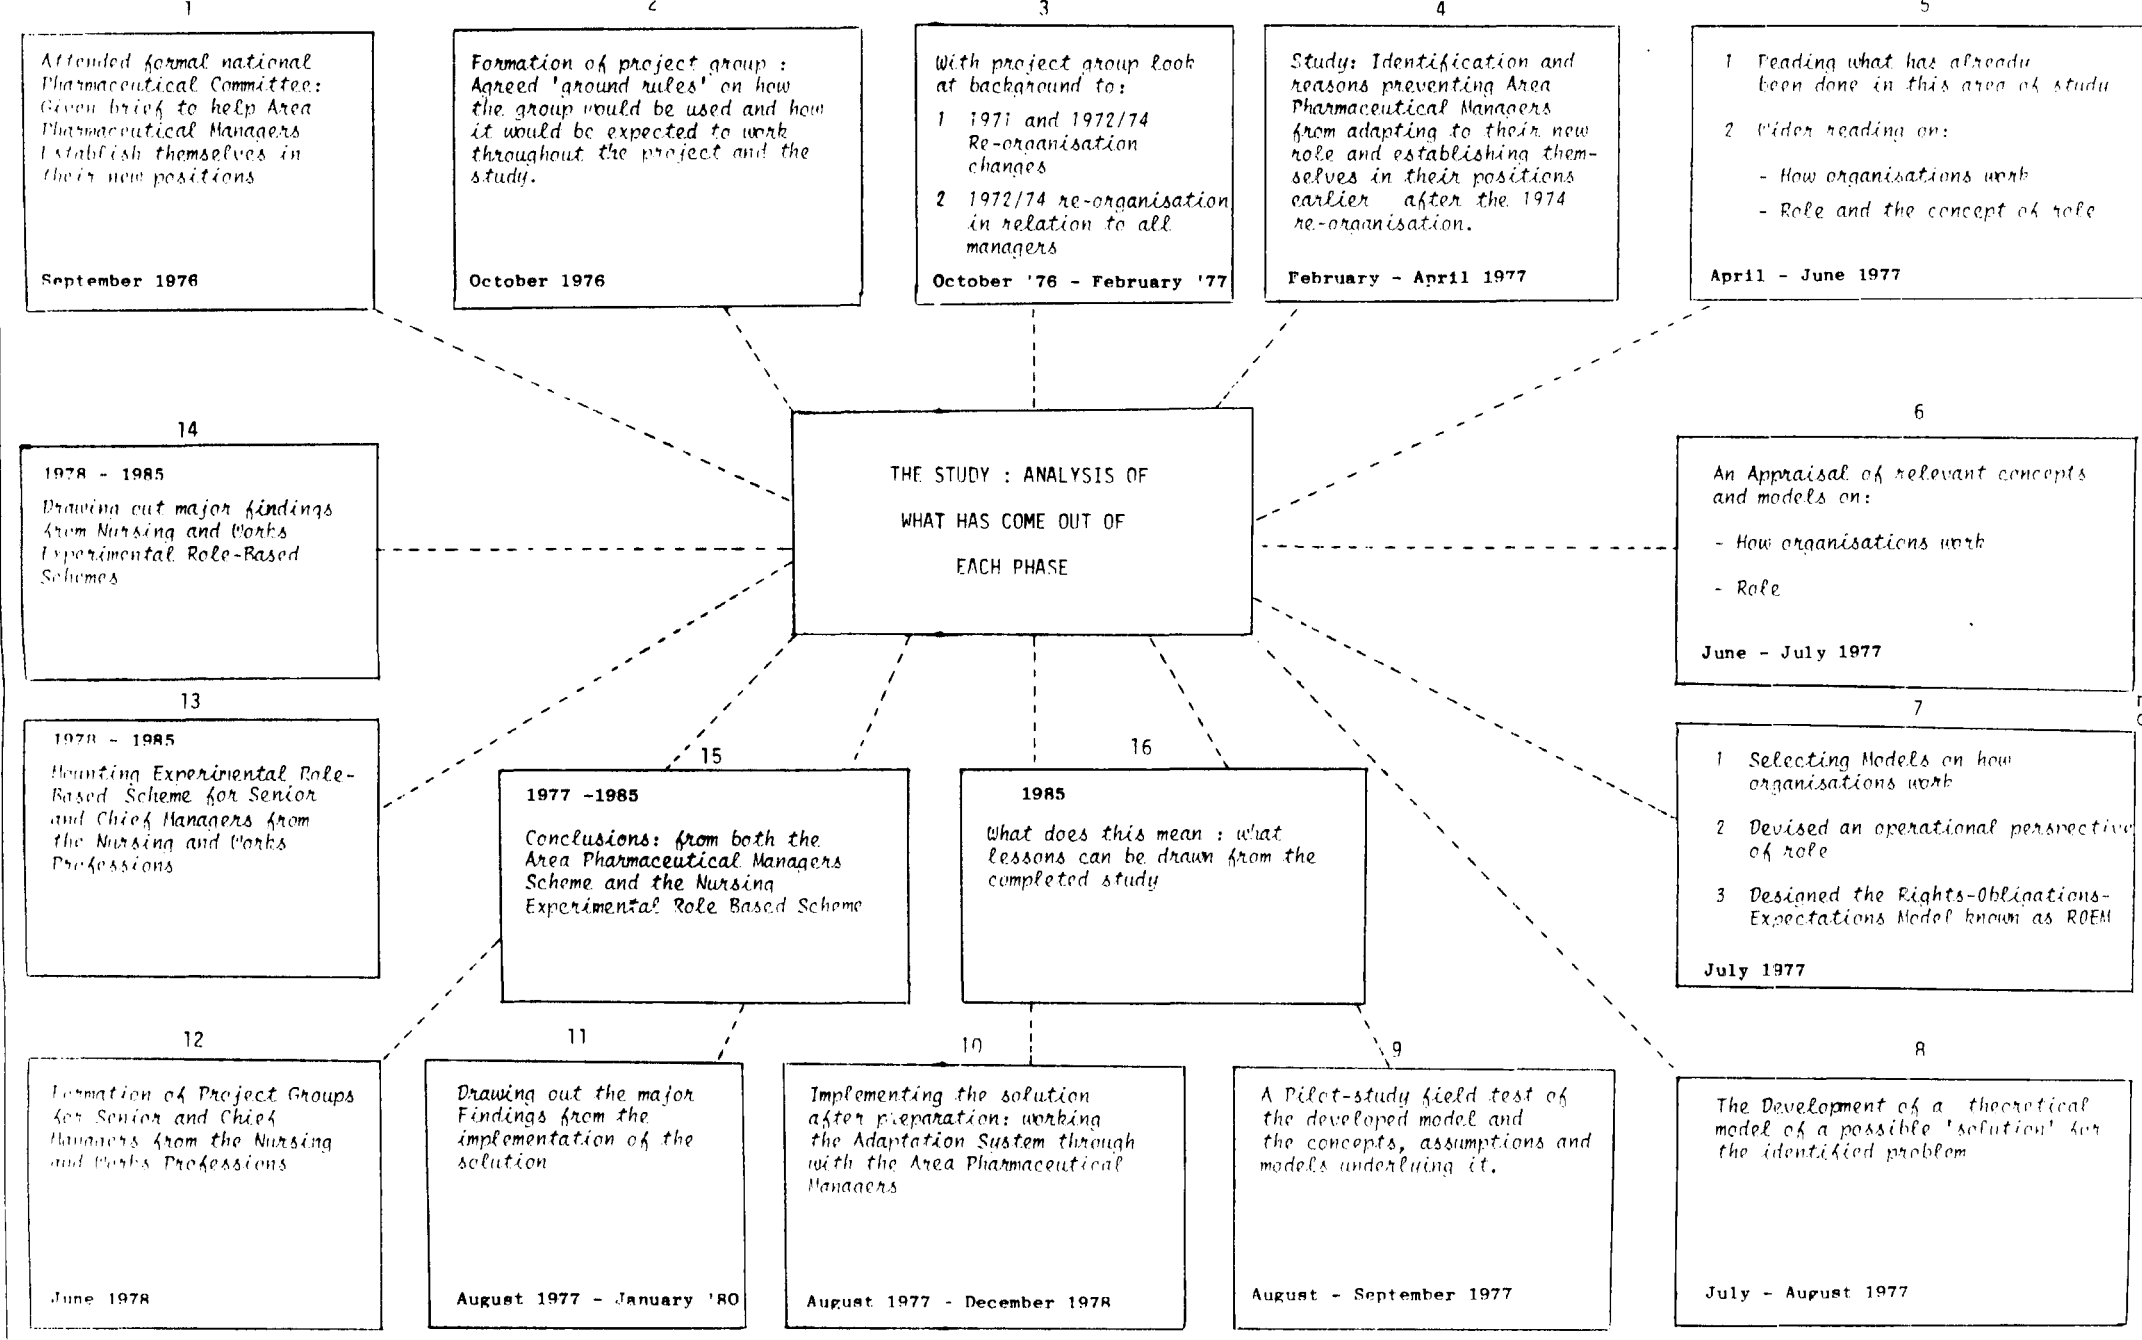 1
Attended formal national
Pharmaceutical Committee:
Given brief to help Area
Pharmaceutical Managers
Establish themselves in
their new positions
September 1976
2
Formation of project group :
Agreed 'ground rules' on how
the group would be used and how
it would be expected to work
throughout the project and the
study.
October 1976
3
With project group look
at background to:
1 1971 and 1972/74
Re-organisation
changes
2 1972/74 re-organisation
in relation to all
managers
October '76 - February '77
4
Study: Identification and
reasons preventing Area
Pharmaceutical Managers
from adapting to their new
role and establishing them-
selves in their positions
earlier after the 1974
re-organisation.
February - April 1977
5
1 Reading what has already
been done in this area of study
2 Wider reading on:
- How organisations work
- Role and the concept of role
April - June 1977
THE STUDY : ANALYSIS OF
WHAT HAS COME OUT OF
EACH PHASE
6
An Appraisal of relevant concepts
and models on:
- How organisations work
- Role
June - July 1977
7
1 Selecting Models on how
organisations work
2 Devised an operational perspective
of role
3 Designed the Rights-Obligations-
Expectations Model known as ROEM
July 1977
8
The Development of a theoretical
model of a possible 'solution' for
the identified problem
July - August 1977
9
A Pilot-study field test of
the developed model and
the concepts, assumptions and
models underlying it.
August - September 1977
10
Implementing the solution
after preparation: working
the Adaptation System through
with the Area Pharmaceutical
Managers
August 1977 - December 1978
11
Drawing out the major
Findings from the
implementation of the
solution
August 1977 - January '80
12
Formation of Project Groups
for Senior and Chief
Managers from the Nursing
and Works Professions
June 1978
13
1978 - 1985
Mounting Experimental Role-
Based Scheme for Senior
and Chief Managers from
the Nursing and Works
Professions
14
1978 - 1985
Drawing out major findings
from Nursing and Works
Experimental Role-Based
Schemes
15
1977 -1985
Conclusions: from both the
Area Pharmaceutical Managers
Scheme and the Nursing
Experimental Role Based Scheme
16
1985
What does this mean : what
lessons can be drawn from the
completed study